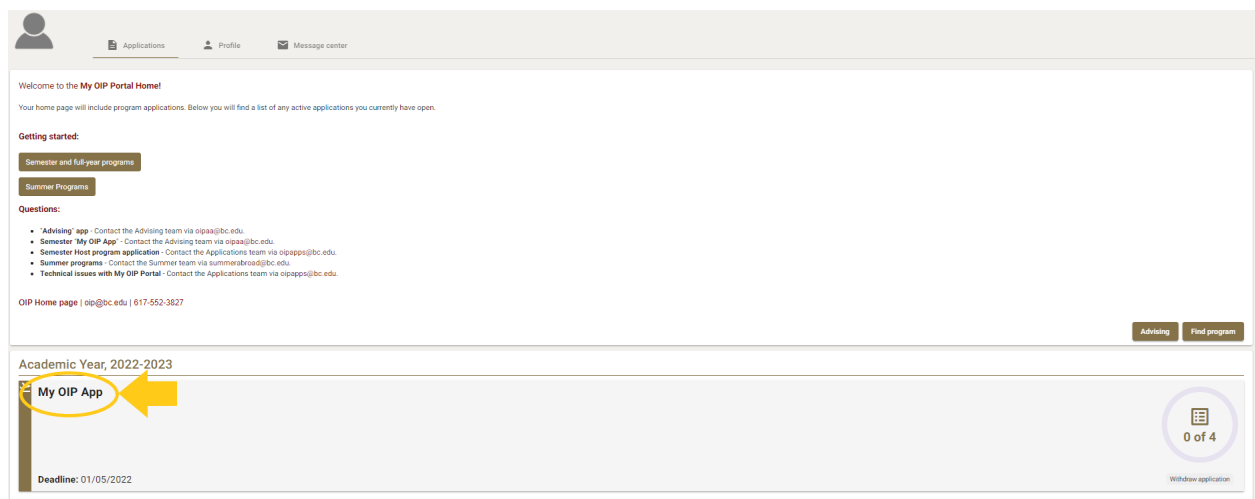 Applications Profile Message center
Welcome to the My OIP Portal Home!
Your home page will include program applications. Below you will find a list of any active applications you currently have open.
Getting started:
Semester and full-year programs
Summer Programs
Questions:
• "Advising" app - Contact the Advising team via oipaa@bc.edu.
• Semester "My OIP App" - Contact the Advising team via oipaa@bc.edu.
• Semester Host program application - Contact the Applications team via oipapps@bc.edu.
• Summer programs - Contact the Summer team via summerabroad@bc.edu.
• Technical issues with My OIP Portal - Contact the Applications team via oipapps@bc.edu.
OIP Home page | oip@bc.edu | 617-552-3827
Advising Find program
Academic Year, 2022-2023
My OIP App
0 of 4
Deadline: 01/05/2022
Withdraw application